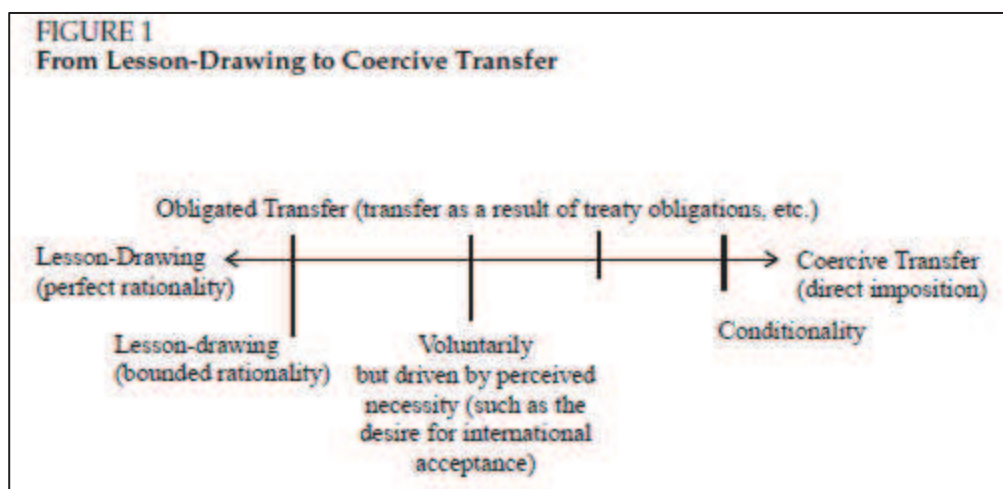 FIGURE 1
From Lesson-Drawing to Coercive Transfer
Obligated Transfer (transfer as a result of treaty obligations, etc.)
Lesson-Drawing
(perfect rationality)
Coercive Transfer
(direct imposition)
Lesson-drawing
(bounded rationality)
Voluntarily
but driven by perceived
necessity (such as the
desire for international
acceptance)
Conditionality